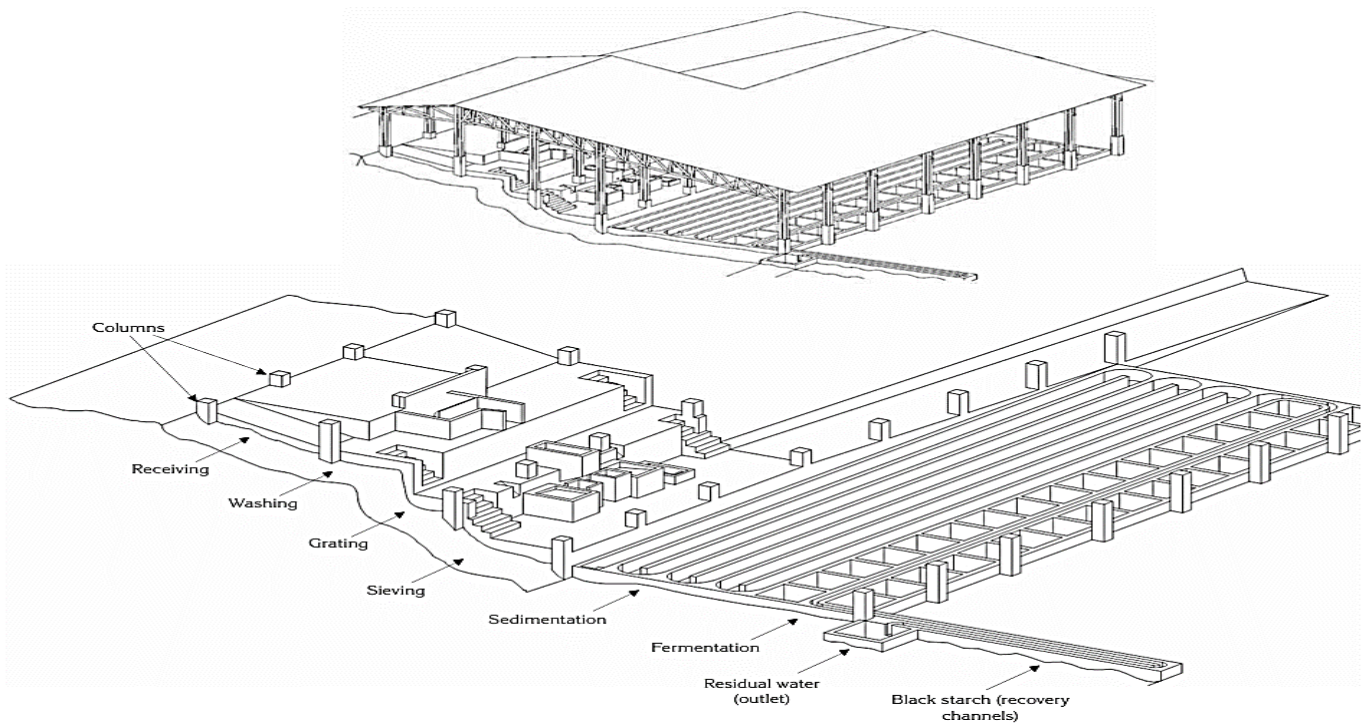 Columns
Receiving
Washing
Grating
Sieving
Sedimentation
Fermentation
Residual water
(outlet)
Black starch (recovery
channels)